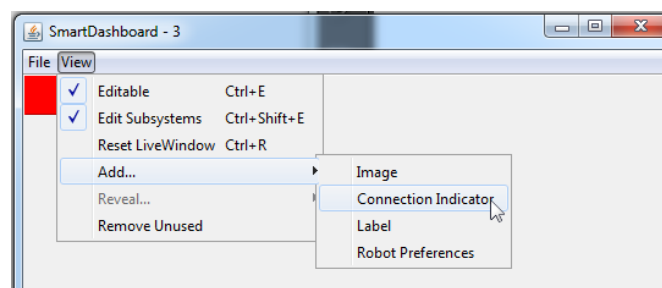 SmartDashboard - 3
File View
Editable Ctrl+E
Edit Subsystems Ctrl+Shift+E
Reset LiveWindow Ctrl+R
Add...
Reveal...
Remove Unused
Image
Connection Indicator
Label
Robot Preferences